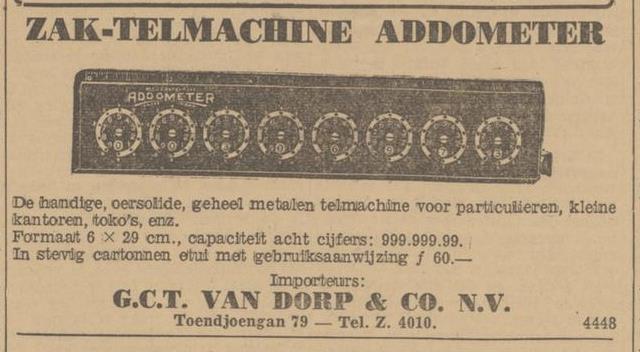 ZAK-TELMACHINE ADDOMETER
ADDOMETER
De handige, oersolide, geheel metalen telmachine voor particulieren, kleine
kantoren, toko's, enz.
Formaat 6 × 29 cm., capaciteit acht cijfers: 999.999.99.
In stevig cartonnen etui met gebruiksaanwijzing ƒ 60.—
Importeurs:
G.C.T. VAN DORP & CO. N.V.
Toendjoengan 79 — Tel. Z. 4010.
4448